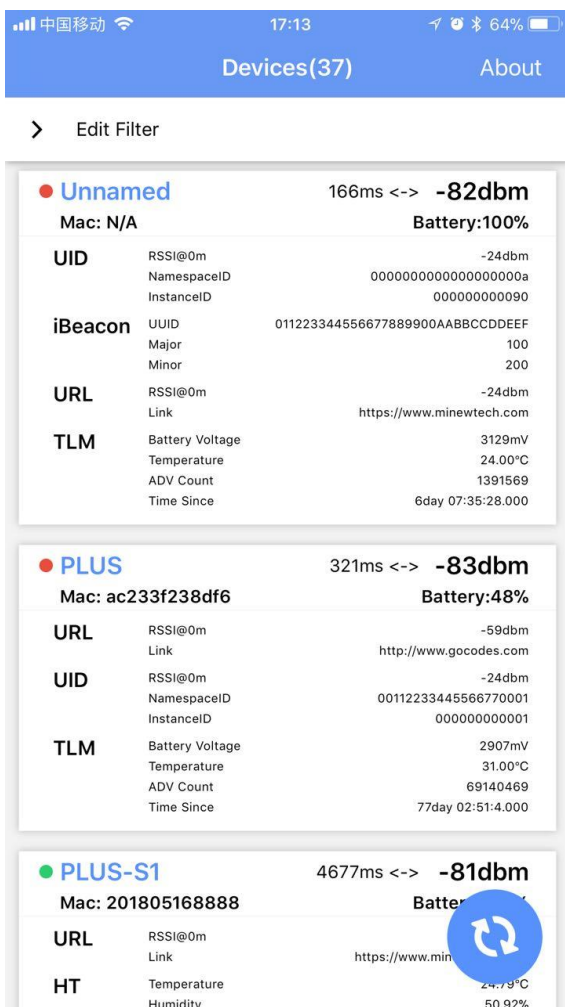 中国移动 17:13 64%
Devices(37) About
Edit Filter
Unnamed 166ms <-> -82dbm
Mac: N/A Battery:100%
UID RSSI@0m -24dbm
NamespaceID 0000000000000000000a
InstanceID 000000000090
iBeacon UUID 011223344556677889900AABBCCDDEEF
Major 100
Minor 200
URL RSSI@0m -24dbm
Link https://www.minewtech.com
TLM Battery Voltage 3129mV
Temperature 24.00°C
ADV Count 1391569
Time Since 6day 07:35:28.000
PLUS 321ms <-> -83dbm
Mac: ac233f238df6 Battery:48%
URL RSSI@0m -59dbm
Link http://www.gocodes.com
UID RSSI@0m -24dbm
NamespaceID 00112233445566770001
InstanceID 000000000001
TLM Battery Voltage 2907mV
Temperature 31.00°C
ADV Count 69140469
Time Since 77day 02:51:4.000
PLUS-S1 4677ms <-> -81dbm
Mac: 201805168888
URL RSSI@0m
Link https://www.min
HT Temperature 24.79°C
Humidity 50.92%